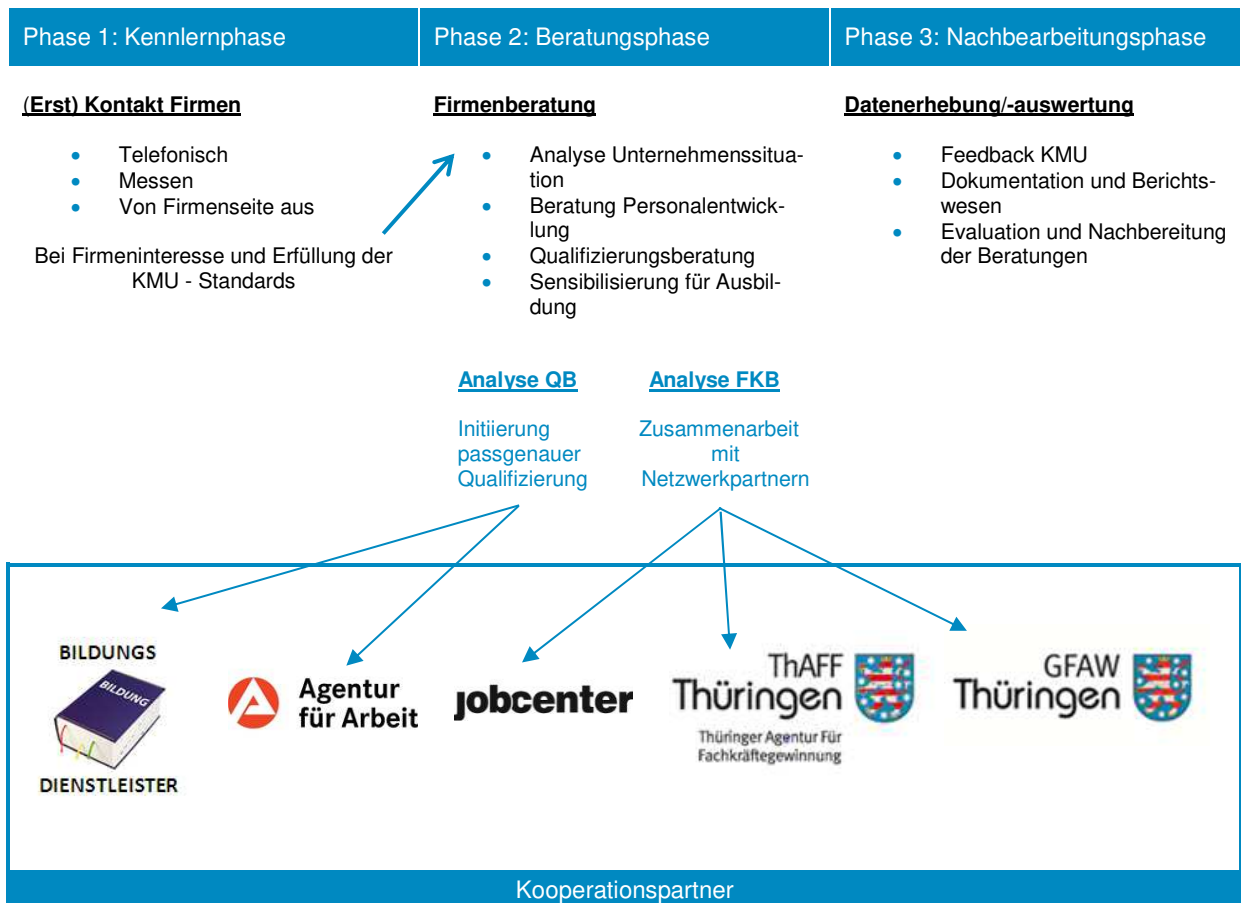 Phase 1: Kennlernphase
Phase 2: Beratungsphase
Phase 3: Nachbearbeitungsphase
(Erst) Kontakt Firmen
• Telefonisch
• Messen
• Von Firmenseite aus
Bei Firmeninteresse und Erfüllung der
KMU - Standards
Firmenberatung
• Analyse Unternehmenssitua-
tion
• Beratung Personalentwick-
lung
• Qualifizierungsberatung
• Sensibilisierung für Ausbil-
dung
Datenerhebung/-auswertung
• Feedback KMU
• Dokumentation und Berichts-
wesen
• Evaluation und Nachbereitung
der Beratungen
Analyse QB
Initiierung
passgenauer
Qualifizierung
Analyse FKB
Zusammenarbeit
mit
Netzwerkpartnern
BILDUNGS
BILDUNG
DIENSTLEISTER
Agentur
für Arbeit
jobcenter
ThAFF
Thüringen
Thüringer Agentur Für
Fachkräftegewinnung
GFAW
Thüringen
Kooperationspartner